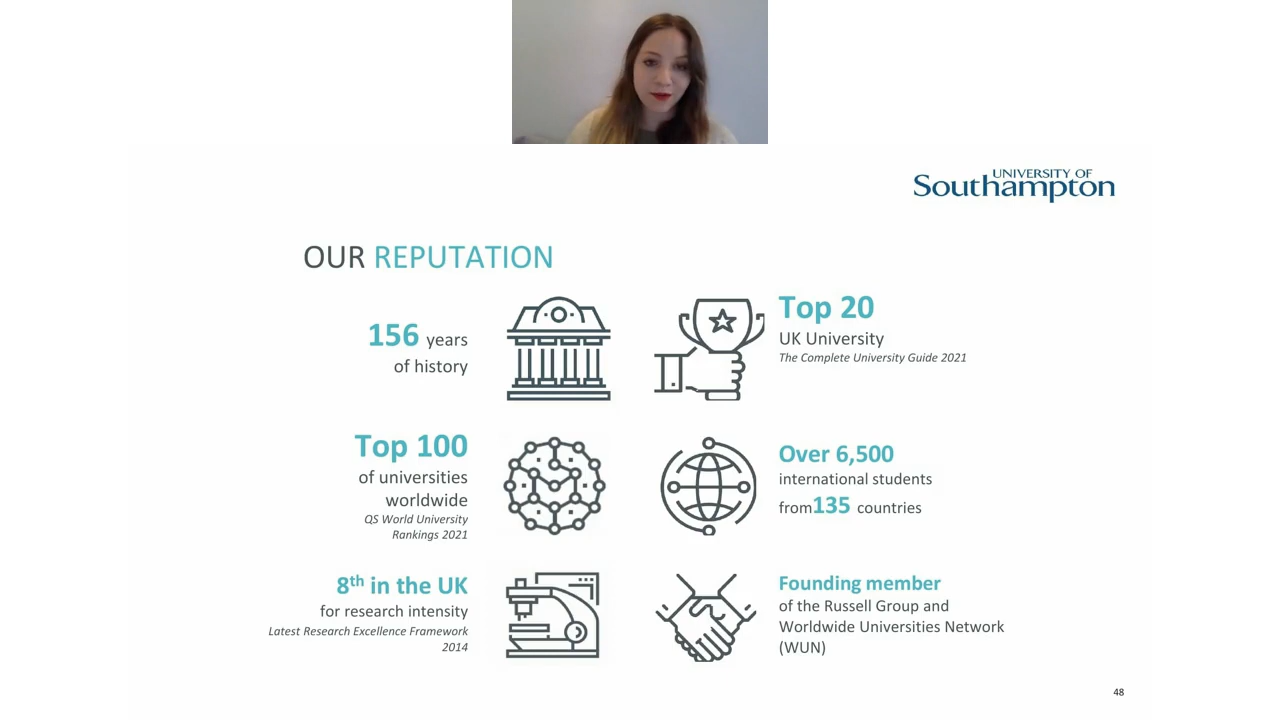 UNIVERSITY OF
Southampton
OUR REPUTATION
156 years
of history
Top 20
UK University
The Complete University Guide 2021
Top 100
of universities
worldwide
QS World University
Rankings 2021
Over 6,500
international students
from135 countries
8th in the UK
for research intensity
Latest Research Excellence Framework
2014
Founding member
of the Russell Group and
Worldwide Universities Network
(WUN)
48